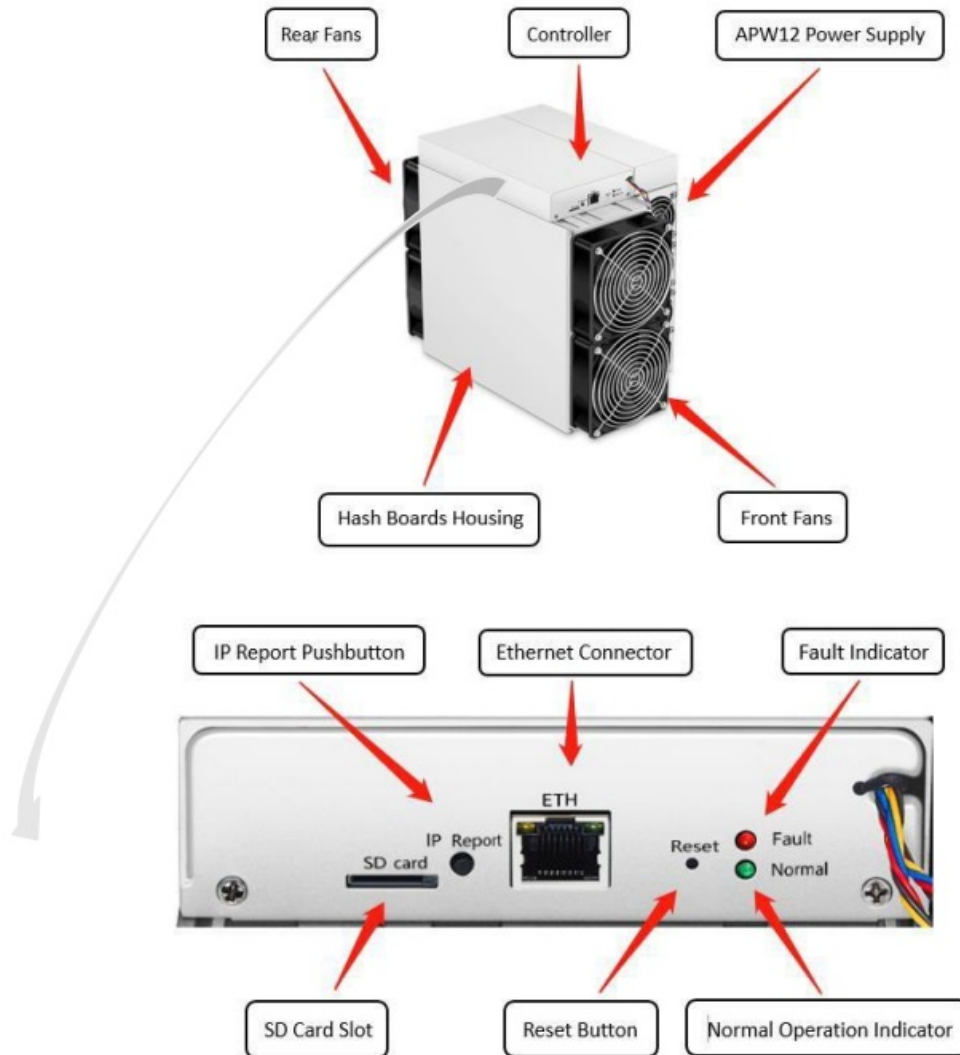 Rear Fans
Controller
APW12 Power Supply
Hash Boards Housing
Front Fans
IP Report Pushbutton
Ethernet Connector
Fault Indicator
ETH
IP Report
Reset
Fault
SD card
Normal
SD Card Slot
Reset Button
Normal Operation Indicator